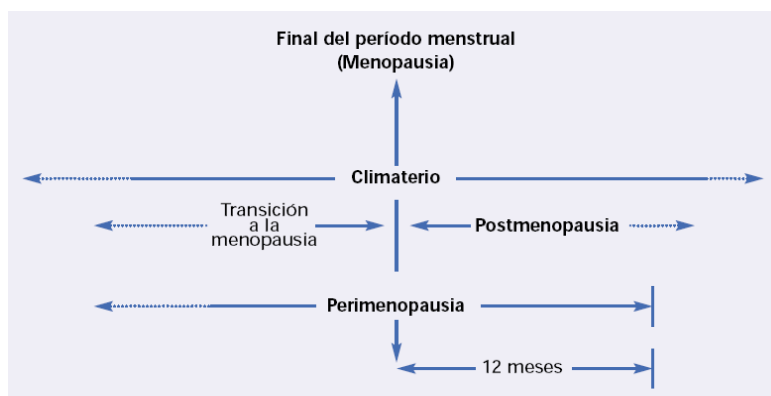 Final del período menstrual
(Menopausia)
Climaterio
Transición
a la
menopausia
Postmenopausia
Perimenopausia
12 meses